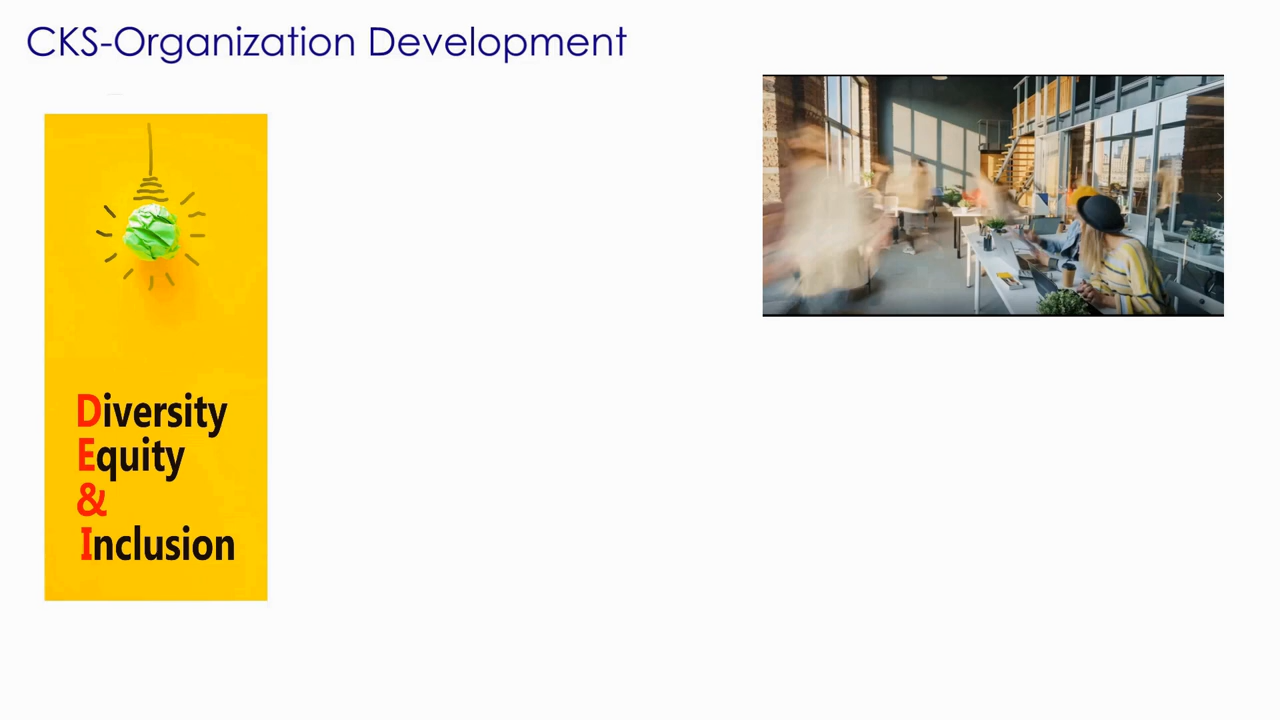 CKS-Organization Development
Diversity
Equity
&
Inclusion